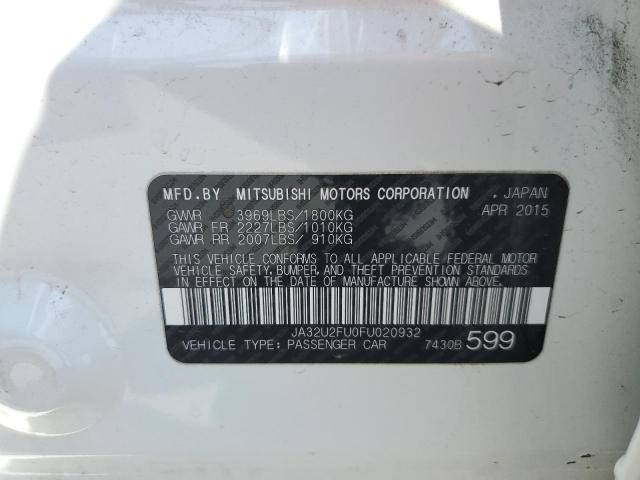 MFD.BY MITSUBISHI MOTORS CORPORATION . JAPAN
GVWR 3969LBS/1800KG APR 2015
GAWR FR 2227LBS/1010KG
GAWR RR 2007LBS/ 910KG
THIS VEHICLE CONFORMS TO ALL APPLICABLE FEDERAL MOTOR
VEHICLE SAFETY, BUMPER, AND THEFT PREVENTION STANDARDS
IN EFFECT ON THE DATE OF MANUFACTURE SHOWN ABOVE.
JA32U2FU0FU020932
VEHICLE TYPE: PASSENGER CAR 7430B 599